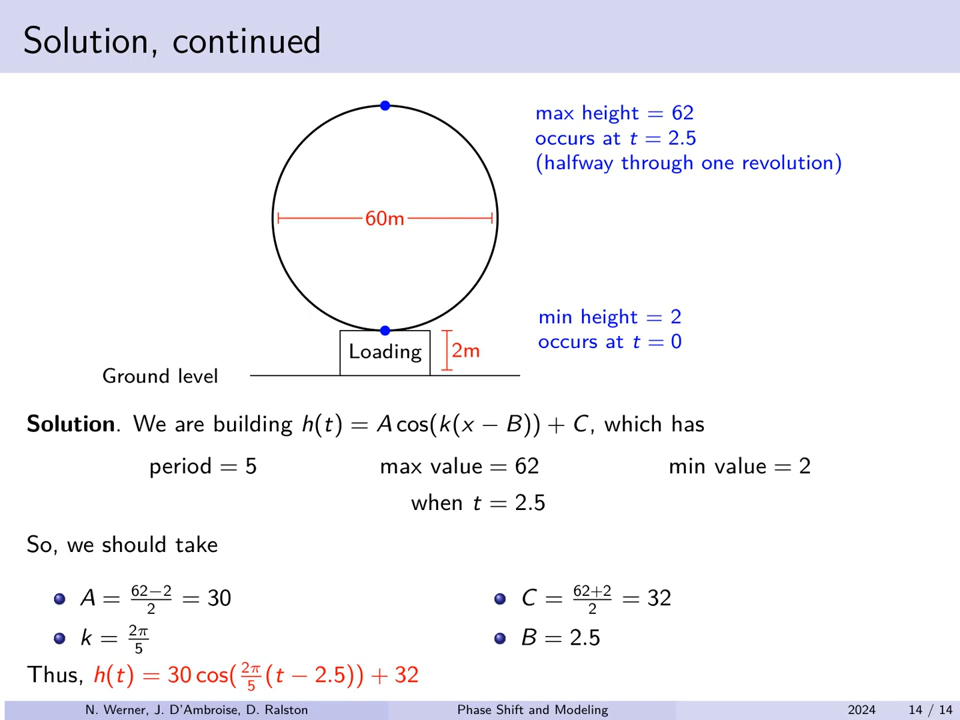 Solution, continued
max height = 62
occurs at t = 2.5
(halfway through one revolution)
60m
min height = 2
occurs at t = 0
Loading
2m
Ground level
Solution. We are building h(t) = A cos(k(x − B)) + C, which has
period = 5 max value = 62 min value = 2
when t = 2.5
So, we should take
A = \frac{62−2}{2} = 30
C = \frac{62+2}{2} = 32
k = \frac{2π}{5}
B = 2.5
Thus, h(t) = 30 cos(\frac{2π}{5}(t − 2.5)) + 32
N. Werner, J. D'Ambroise, D. Ralston Phase Shift and Modeling 2024 14 / 14